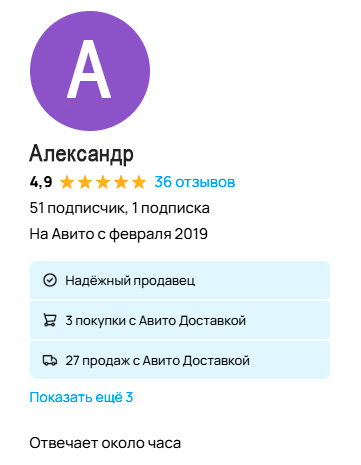 А
Александр
4,9 36 отзывов
51 подписчик, 1 подписка
На Авито с февраля 2019
Надёжный продавец
3 покупки с Авито Доставкой
27 продаж с Авито Доставкой
Показать ещё 3
Отвечает около часа